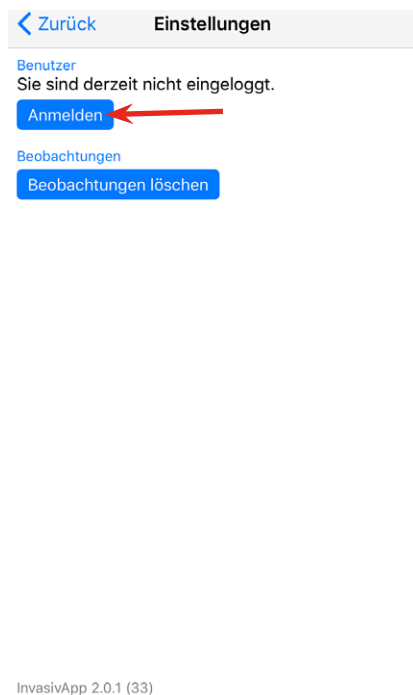 Zurück Einstellungen
Benutzer
Sie sind derzeit nicht eingeloggt.
Anmelden
Beobachtungen
Beobachtungen löschen
InvasivApp 2.0.1 (33)